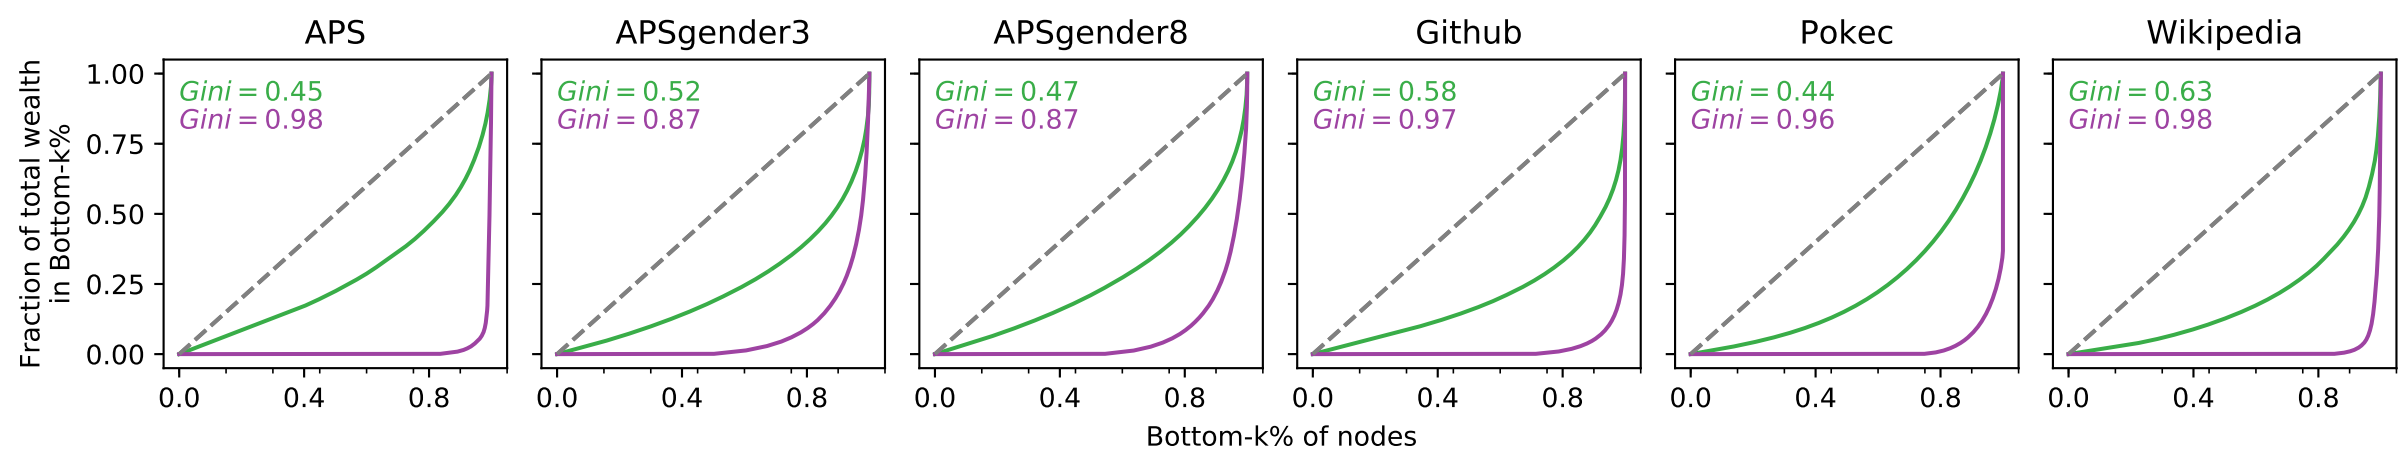 APS
APSgender3
APSgender8
Github
Pokec
Wikipedia
Fraction of total wealth
in Bottom-k%
1.00
0.75
0.50
0.25
0.00
Gini = 0.45
Gini = 0.98
0.0 0.4 0.8
Gini = 0.52
Gini = 0.87
0.0 0.4 0.8
Gini = 0.47
Gini = 0.87
0.0 0.4 0.8
Gini = 0.58
Gini = 0.97
0.0 0.4 0.8
Gini = 0.44
Gini = 0.96
0.0 0.4 0.8
Gini = 0.63
Gini = 0.98
0.0 0.4 0.8
Bottom-k% of nodes